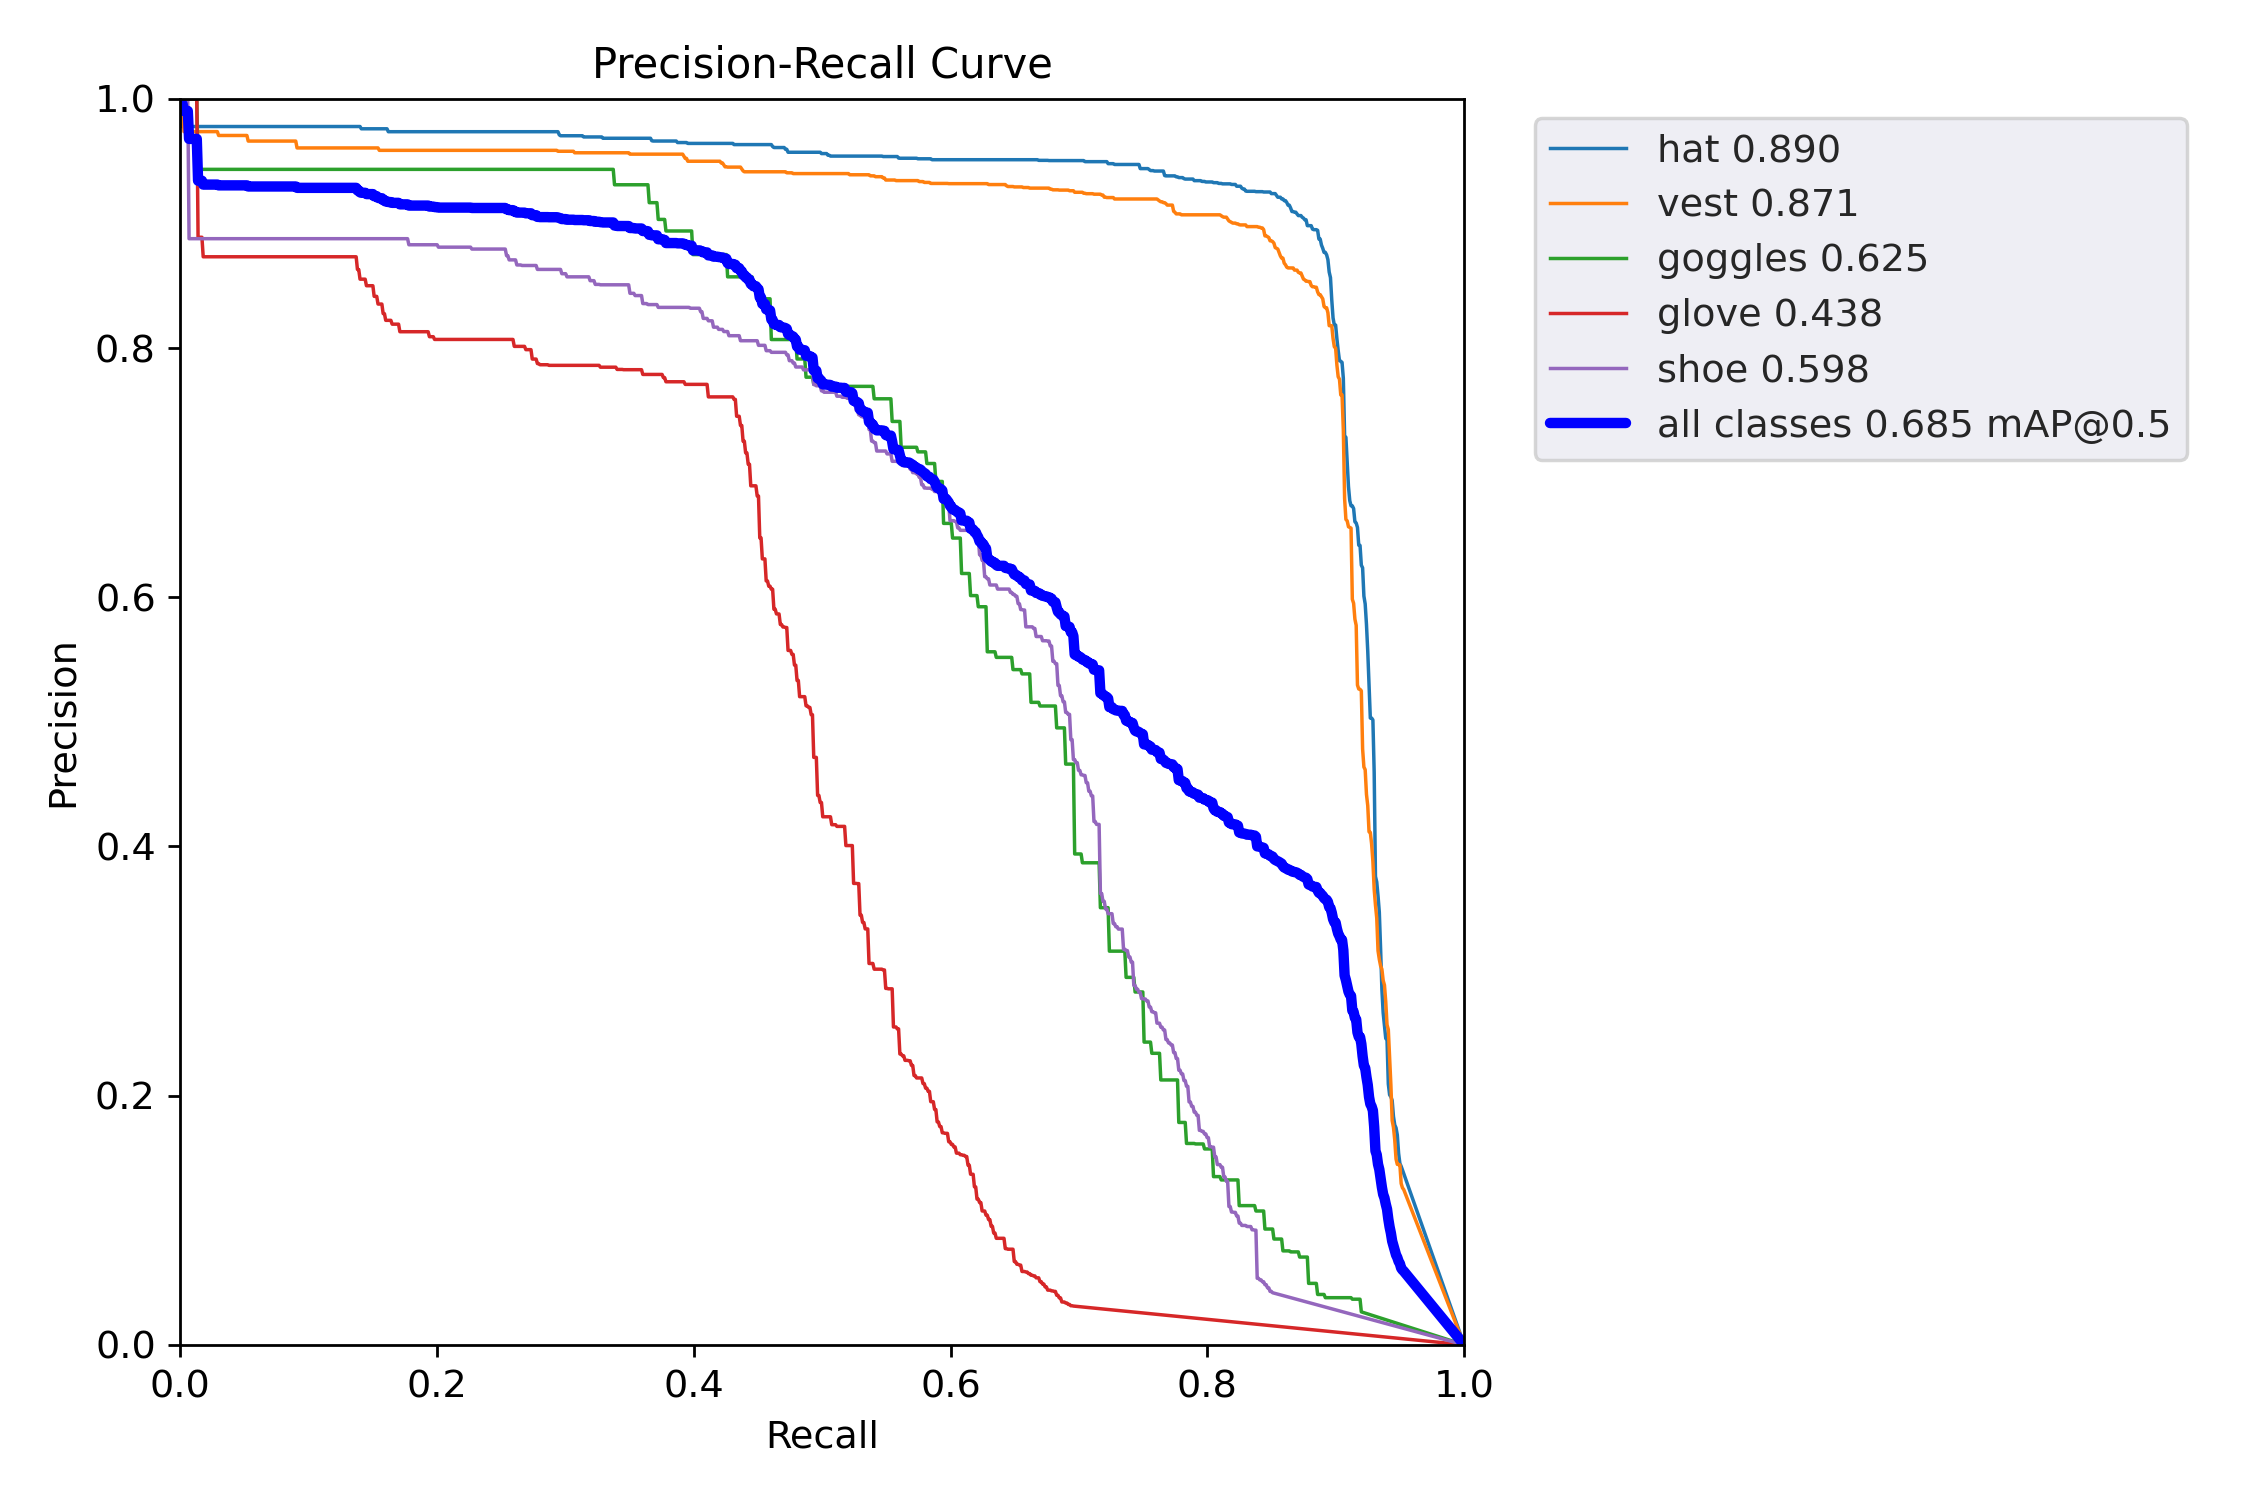 Precision-Recall Curve
1.0
0.8
0.6
0.4
0.2
0.0
Precision
0.0 0.2 0.4 0.6 0.8 1.0
Recall
hat 0.890
vest 0.871
goggles 0.625
glove 0.438
shoe 0.598
all classes 0.685 mAP@0.5